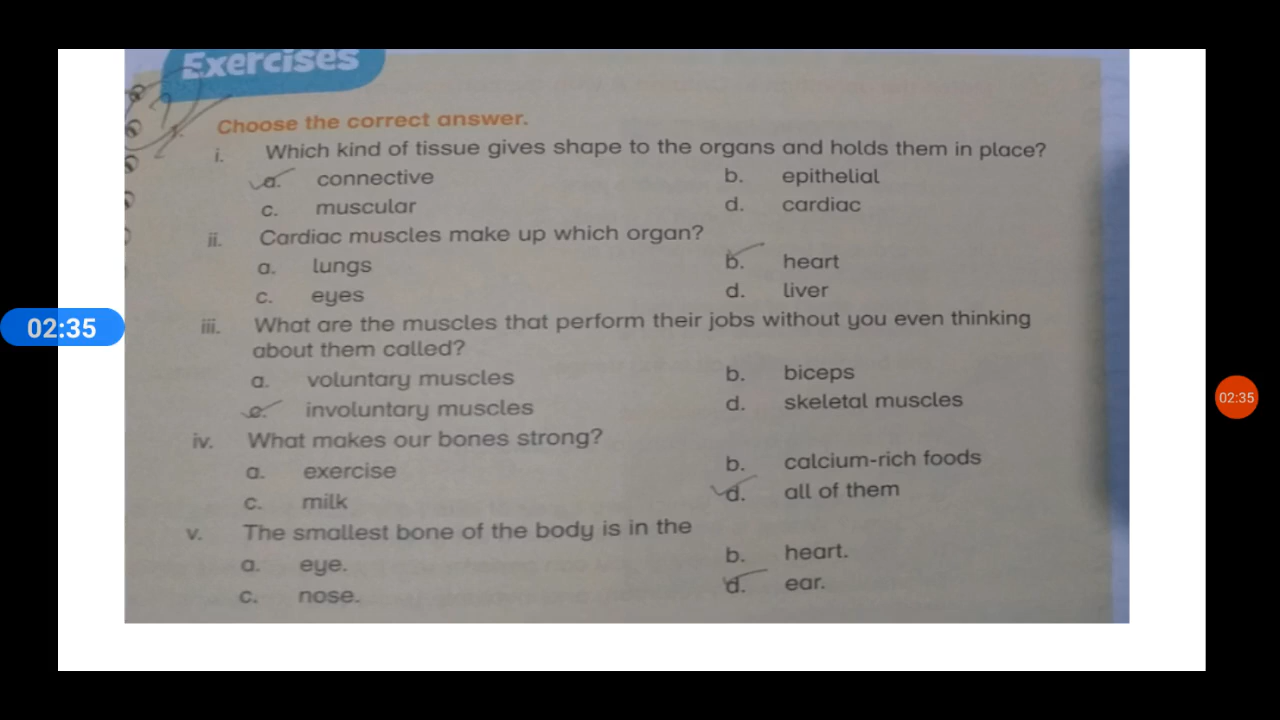 Exercises
Choose the correct answer.
i. Which kind of tissue gives shape to the organs and holds them in place?
a. connective b. epithelial
c. muscular d. cardiac
ii. Cardiac muscles make up which organ?
a. lungs b. heart
c. eyes d. liver
iii. What are the muscles that perform their jobs without you even thinking
about them called?
a. voluntary muscles b. biceps
c. involuntary muscles d. skeletal muscles
iv. What makes our bones strong?
a. exercise b. calcium-rich foods
c. milk d. all of them
v. The smallest bone of the body is in the
a. eye. b. heart.
c. nose. d. ear.
02:35
02:35